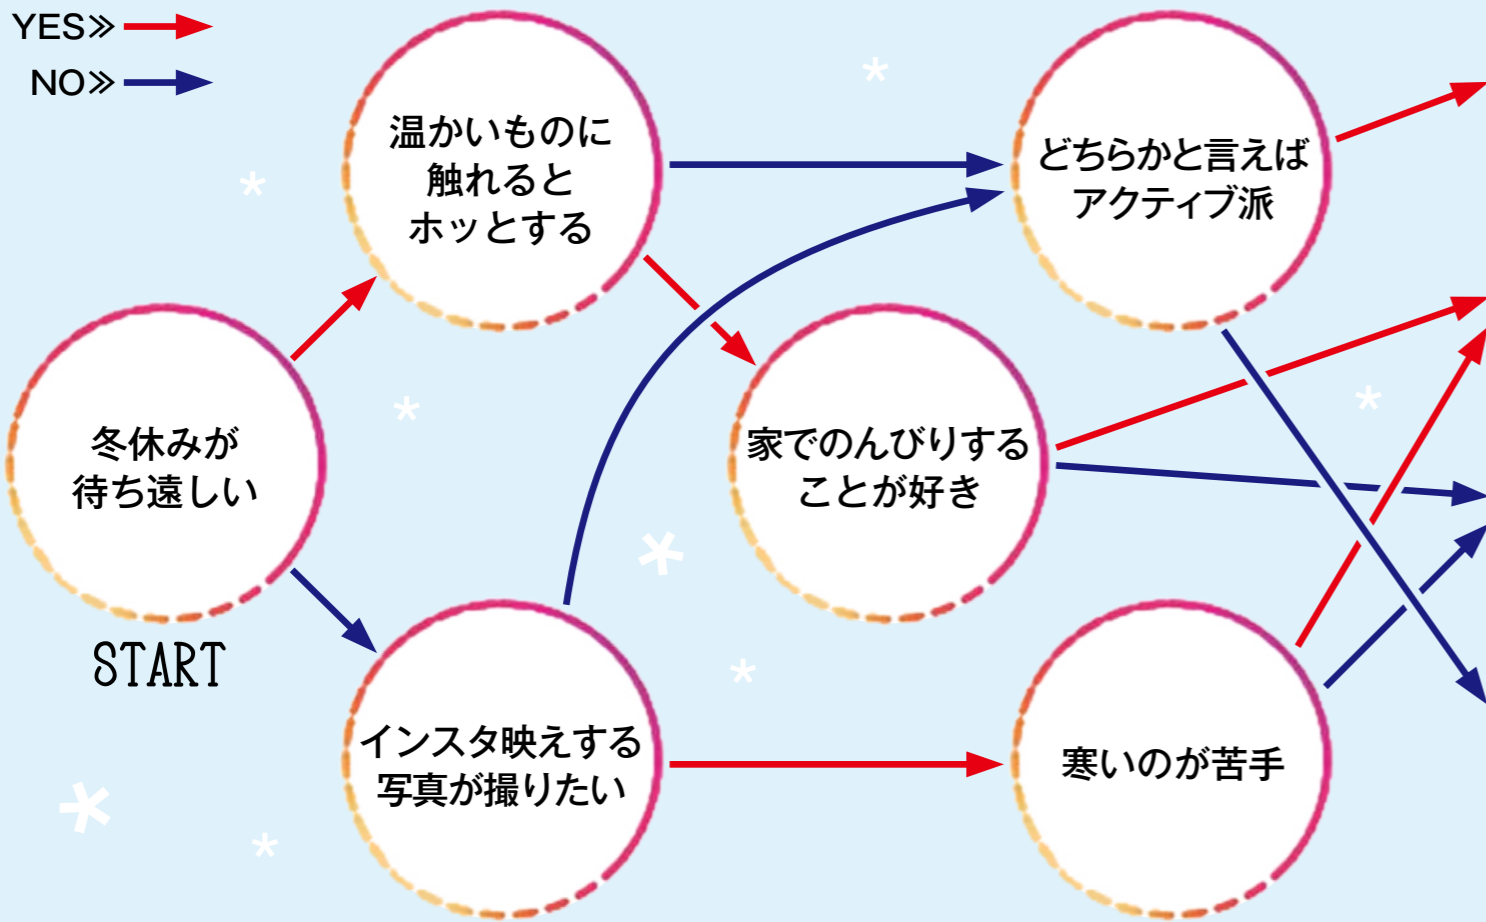 YES≫
NO≫
温かいものに
触れると
ホッとする
どちらかと言えば
アクティブ派
冬休みが
待ち遠しい
START
家でのんびりする
ことが好き
インスタ映えする
写真が撮りたい
寒いのが苦手